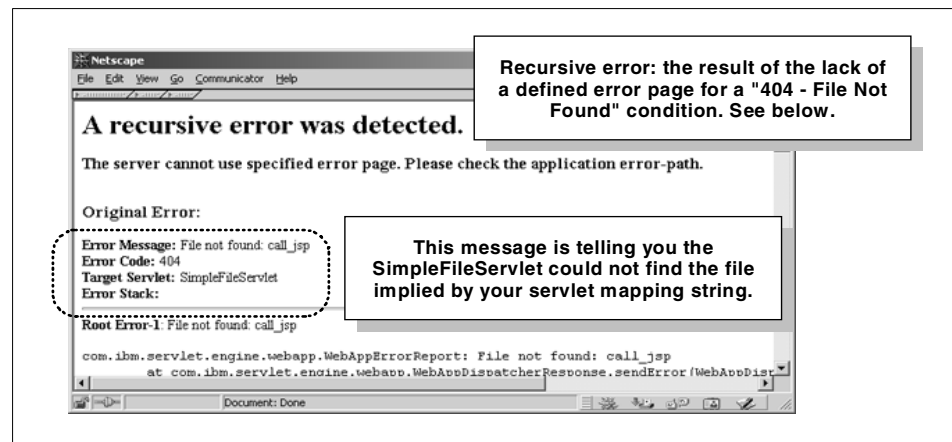 Netscape
File Edit View Go Communicator Help
Recursive error: the result of the lack of
a defined error page for a "404 - File Not
Found" condition. See below.
A recursive error was detected.
The server cannot use specified error page. Please check the application error-path.
Original Error:
Error Message: File not found: call_jsp
Error Code: 404
Target Servlet: SimpleFileServlet
Error Stack:
This message is telling you the
SimpleFileServlet could not find the file
implied by your servlet mapping string.
Root Error-1: File not found: call_jsp
com.ibm.servlet.engine.webapp.WebAppErrorReport: File not found: call_jsp
at com.ibm.servlet.engine.webapp.WebAppDispatcherResponse.sendError(WebAppDisp
Document: Done